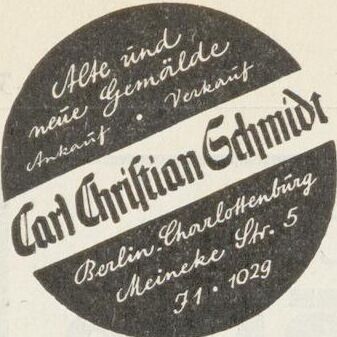 Alte und
neue Gemälde
Ankauf · Verkauf
Carl Christian Schmidt
Berlin-Charlottenburg
Meineke Str. 5
J1 · 1029